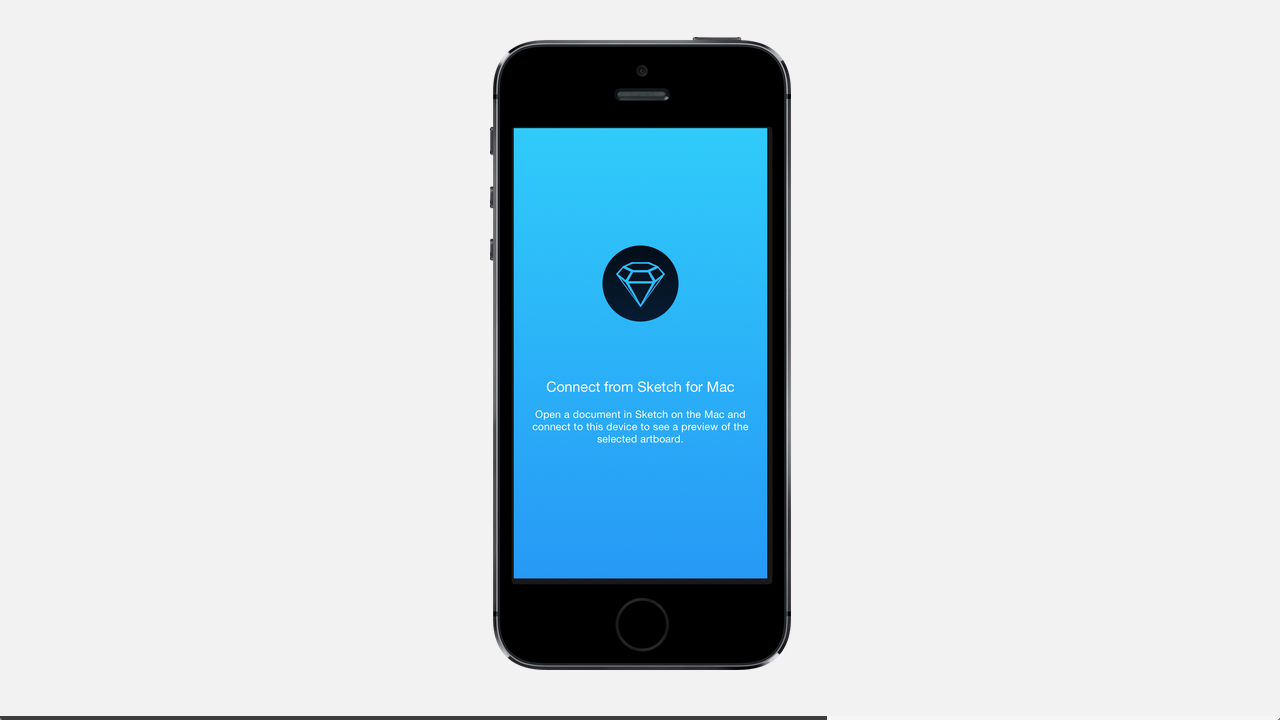 Connect from Sketch for Mac
Open a document in Sketch on the Mac and
connect to this device to see a preview of the
selected artboard.